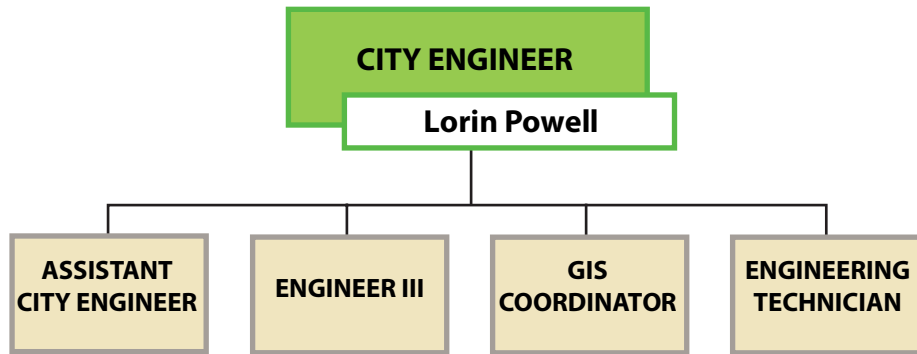 CITY ENGINEER
Lorin Powell
ASSISTANT
CITY ENGINEER
ENGINEER III
GIS
COORDINATOR
ENGINEERING
TECHNICIAN